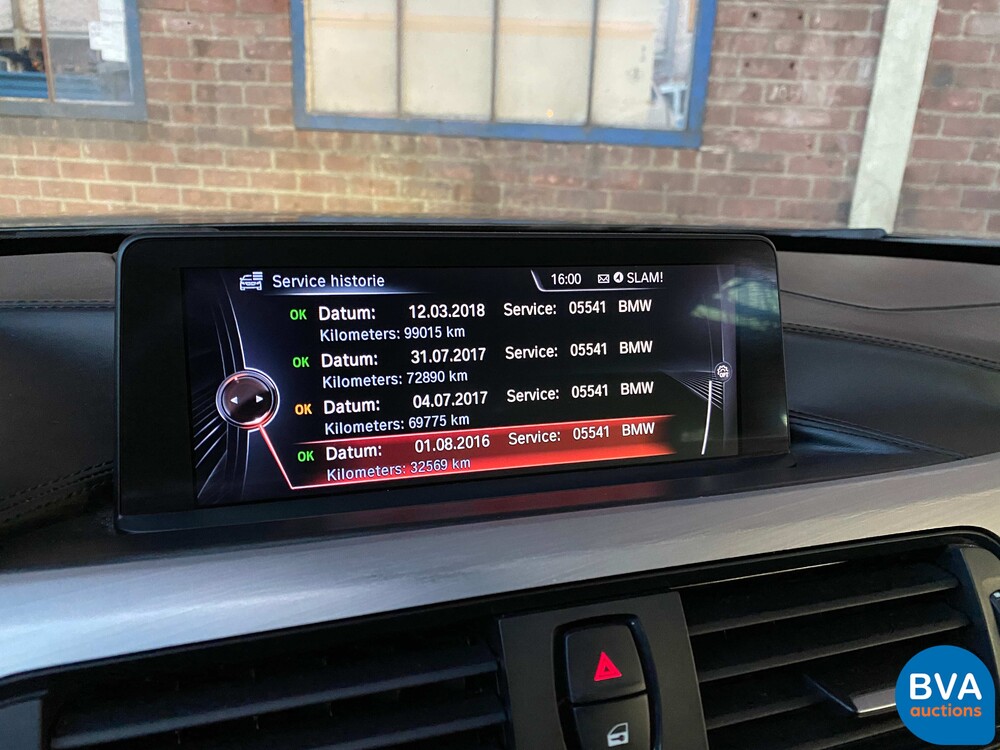 Service historie 16:00 SLAM!
OK Datum: 12.03.2018 Service: 05541 BMW
Kilometers: 99015 km
OK Datum: 31.07.2017 Service: 05541 BMW
Kilometers: 72890 km
OK Datum: 04.07.2017 Service: 05541 BMW
Kilometers: 69775 km
OK Datum: 01.08.2016 Service: 05541 BMW
Kilometers: 32569 km
OFF
BVA
auctions